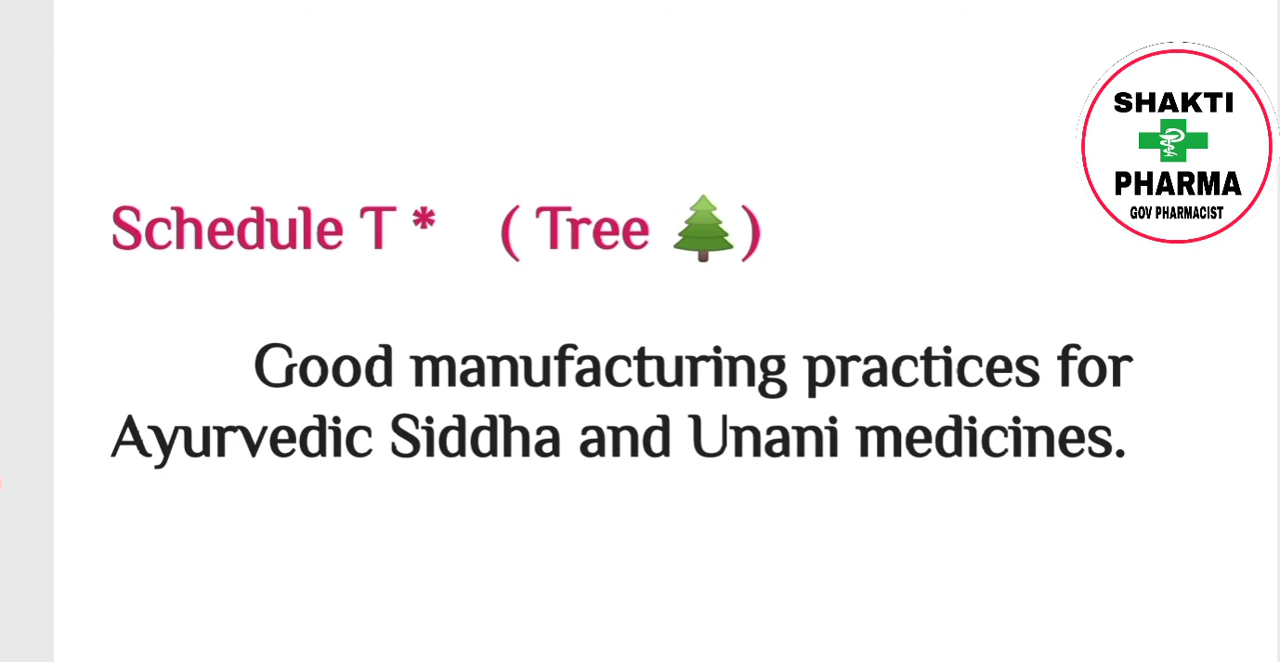 SHAKTI
PHARMA
GOV PHARMACIST
Schedule T * ( Tree 🌲)
Good manufacturing practices for
Ayurvedic Siddha and Unani medicines.